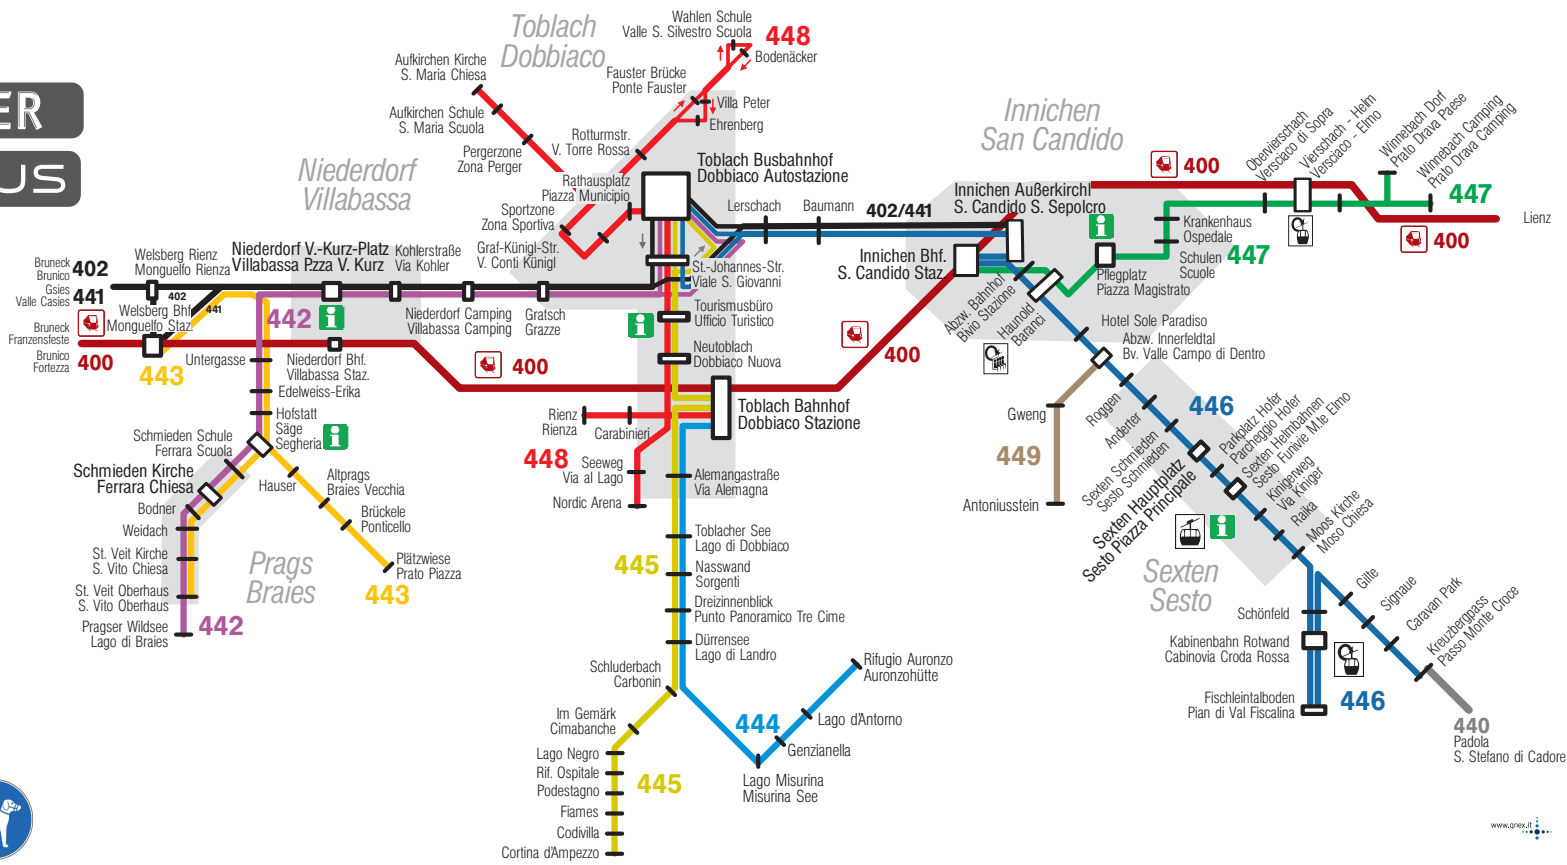 ER
US
Toblach
Dobbiaco
Wahlen Schule
Valle S. Silvestro Scuola
448
Bodenäcker
Aufkirchen Kirche
S. Maria Chiesa
Fauster Brücke
Ponte Fauster
Villa Peter
Ehrenberg
Aufkirchen Schule
S. Maria Scuola
Rotturmstr.
V. Torre Rossa
Pergerzone
Zona Perger
Niederdorf
Villabassa
Rathausplatz
Piazza Municipio
Toblach Busbahnhof
Dobbiaco Autostazione
Sportzone
Zona Sportiva
Graf-Künigl-Str.
V. Conti Künigl
Lerschach
Baumann
402/441
Innichen
San Candido
400
Innichen Außerkirchl
S. Candido S. Sepolcro
Innichen Bhf.
S. Candido Staz.
Obervierschach
Versciaco di Sopra
Vierschach - Helm
Versciaco - Elmo
Winnebach Dorf
Prato Drava Paese
Winnebach Camping
Prato Drava Camping
447
Lienz
400
Krankenhaus
Ospedale
447
Schulen
Scuole
Pflegplatz
Piazza Magistrato
Abzw. Bahnhof
Bivio Stazione
Haunold
Baranci
Bruneck
Brunico
402
Gsies
Valle Casies
441
Welsberg Rienz
Monguelfo Rienza
402
441
Welsberg Bhf.
Monguelfo Staz.
Bruneck
Franzensfeste
Brunico
Fortezza
400
443
Niederdorf V.-Kurz-Platz
Villabassa P.zza V. Kurz
Kohlerstraße
Via Kohler
442
i
Niederdorf Camping
Villabassa Camping
Gratsch
Grazze
St.-Johannes-Str.
Viale S. Giovanni
Tourismusbüro
Ufficio Turistico
i
Neutoblach
Dobbiaco Nuova
Untergasse
Niederdorf Bhf.
Villabassa Staz.
400
400
Edelweiss-Erika
Hofstatt
Säge
Segheria
i
Schmieden Schule
Ferrara Scuola
Schmieden Kirche
Ferrara Chiesa
Bodner
Weidach
St. Veit Kirche
S. Vito Chiesa
St. Veit Oberhaus
S. Vito Oberhaus
Pragser Wildsee
Lago di Braies
442
Prags
Braies
Hauser
Altprags
Braies Vecchia
Brückele
Ponticello
Plätzwiese
Prato Piazza
443
Toblach Bahnhof
Dobbiaco Stazione
Rienz
Rienza
Carabinieri
448
Seeweg
Via al Lago
Nordic Arena
Alemangastraße
Via Alemagna
Toblacher See
Lago di Dobbiaco
445
Nasswand
Sorgenti
Dreizinnenblick
Punto Panoramico Tre Cime
Dürrensee
Lago di Landro
Schluderbach
Carbonin
Im Gemärk
Cimabanche
Lago Negro
Rif. Ospitale
Podestagno
Fiames
Codivilla
Cortina d'Ampezzo
445
444
Rifugio Auronzo
Auronzohütte
Lago d'Antorno
Genzianella
Lago Misurina
Misurina See
i
Hotel Sole Paradiso
Abzw. Innerfeldtal
Bv. Valle Campo di Dentro
Gweng
449
Antoniusstein
Roggen
Anderter
446
Sexten Schmieden
Sesto Schmieden
Sexten Hauptplatz
Sesto Piazza Principale
Parkplatz Hofer
Parcheggio Hofer
Sexten Helmbahnen
Sesto Funivie M.te Elmo
Kinigerweg
Via Kiniger
Raika
Moos Kirche
Moso Chiesa
i
Sexten
Sesto
Schönfeld
Kabinenbahn Rotwand
Cabinovia Croda Rossa
Fischleintalboden
Pian di Val Fiscalina
446
Gilte
Signaue
Caravan Park
Kreuzbergpass
Passo Monte Croce
440
Padola
S. Stefano di Cadore
www.qnex.it